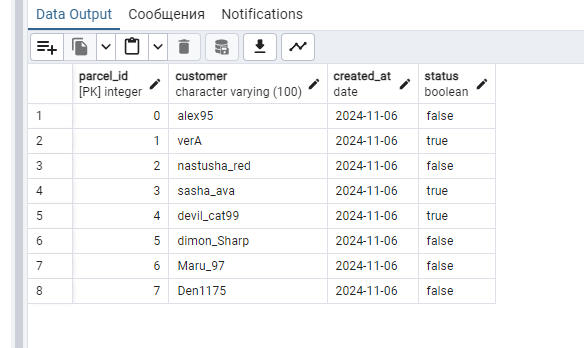 Data Output Сообщения Notifications
parcel_id customer created_at status
[PK] integer character varying (100) date boolean
1 0 alex95 2024-11-06 false
2 1 verA 2024-11-06 true
3 2 nastusha_red 2024-11-06 false
4 3 sasha_ava 2024-11-06 true
5 4 devil_cat99 2024-11-06 true
6 5 dimon_Sharp 2024-11-06 false
7 6 Maru_97 2024-11-06 false
8 7 Den1175 2024-11-06 false